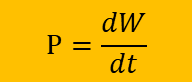 P = dW/dt